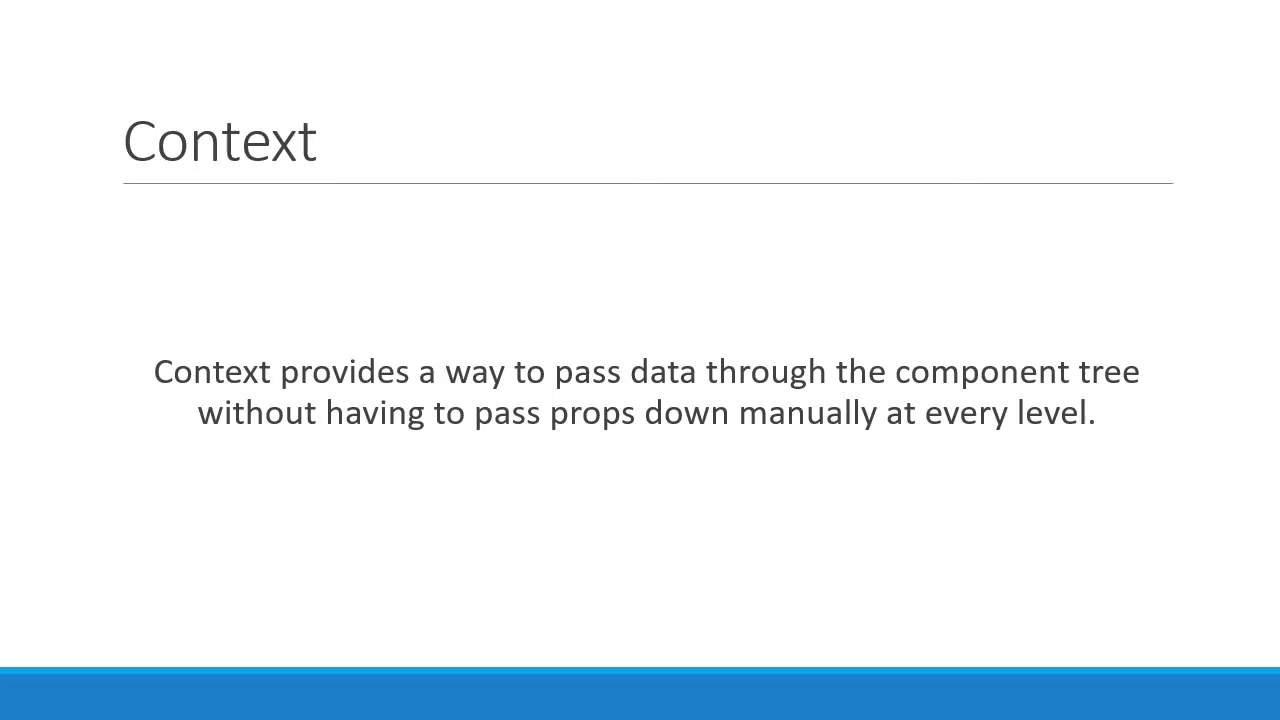 Context
Context provides a way to pass data through the component tree
without having to pass props down manually at every level.